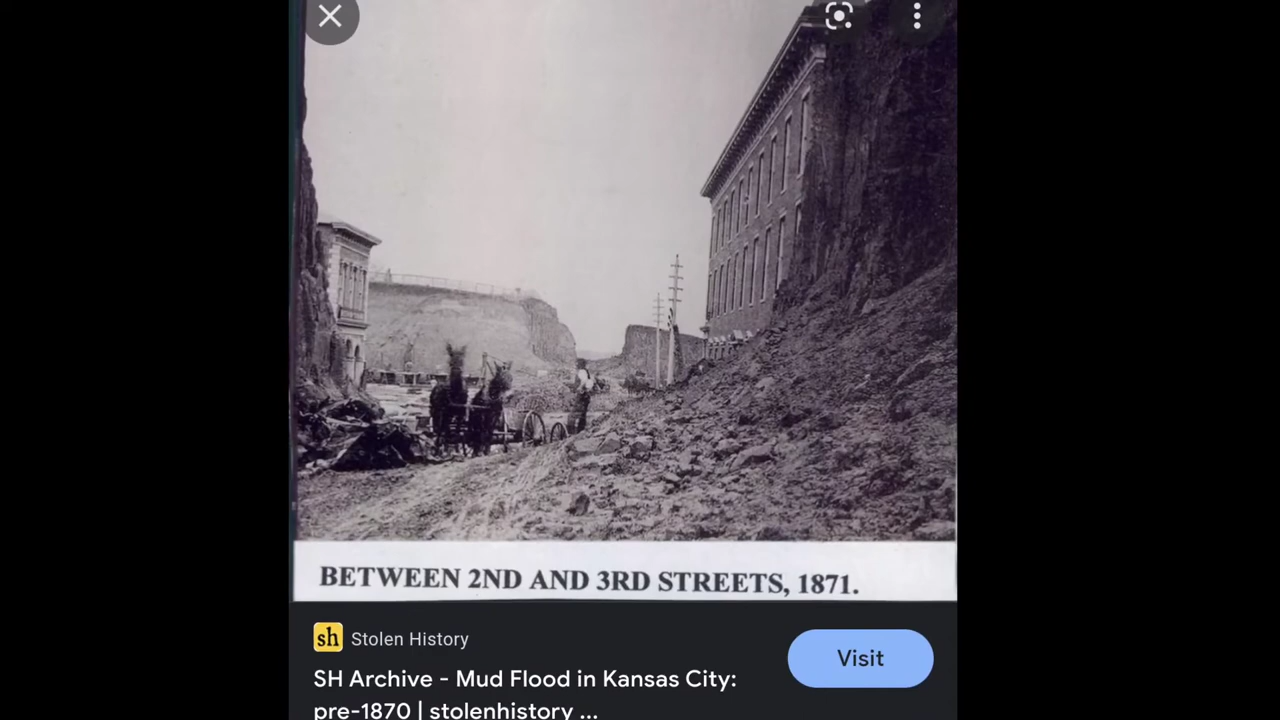 BETWEEN 2ND AND 3RD STREETS, 1871.
sh Stolen History
Visit
SH Archive - Mud Flood in Kansas City:
pre-1870 | stolenhistory ...